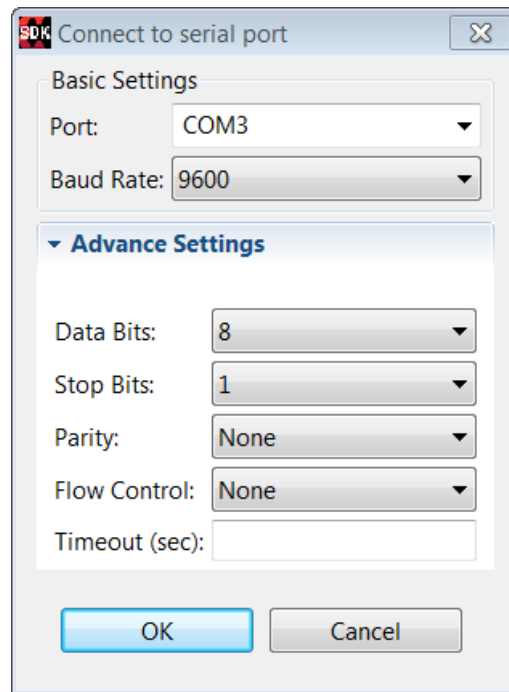 SDK Connect to serial port
Basic Settings
Port: COM3
Baud Rate: 9600
Advance Settings
Data Bits: 8
Stop Bits: 1
Parity: None
Flow Control: None
Timeout (sec):
OK Cancel